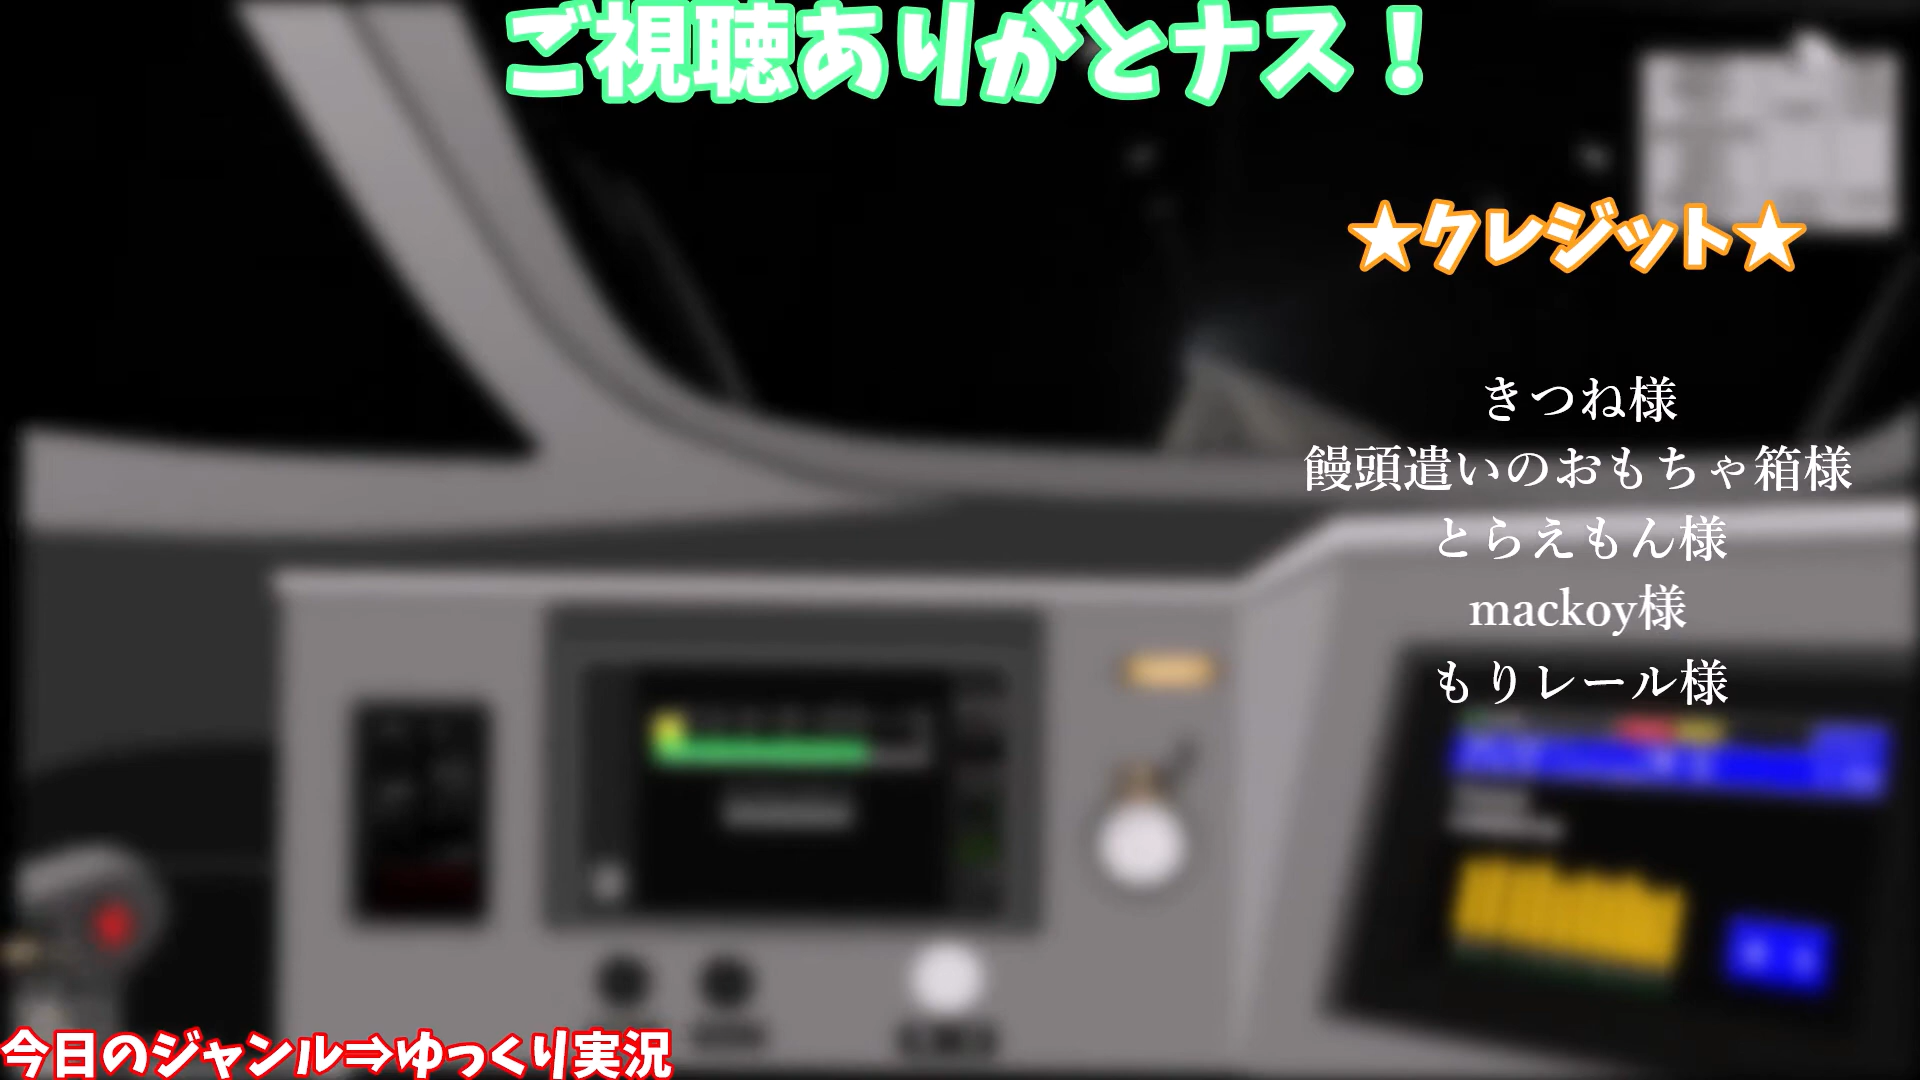 ご視聴ありがとナス！
★クレジット★
きつね様
饅頭遣いのおもちゃ箱様
とらえもん様
mackoy様
もりレール様
今日のジャンル⇒ゆっくり実況